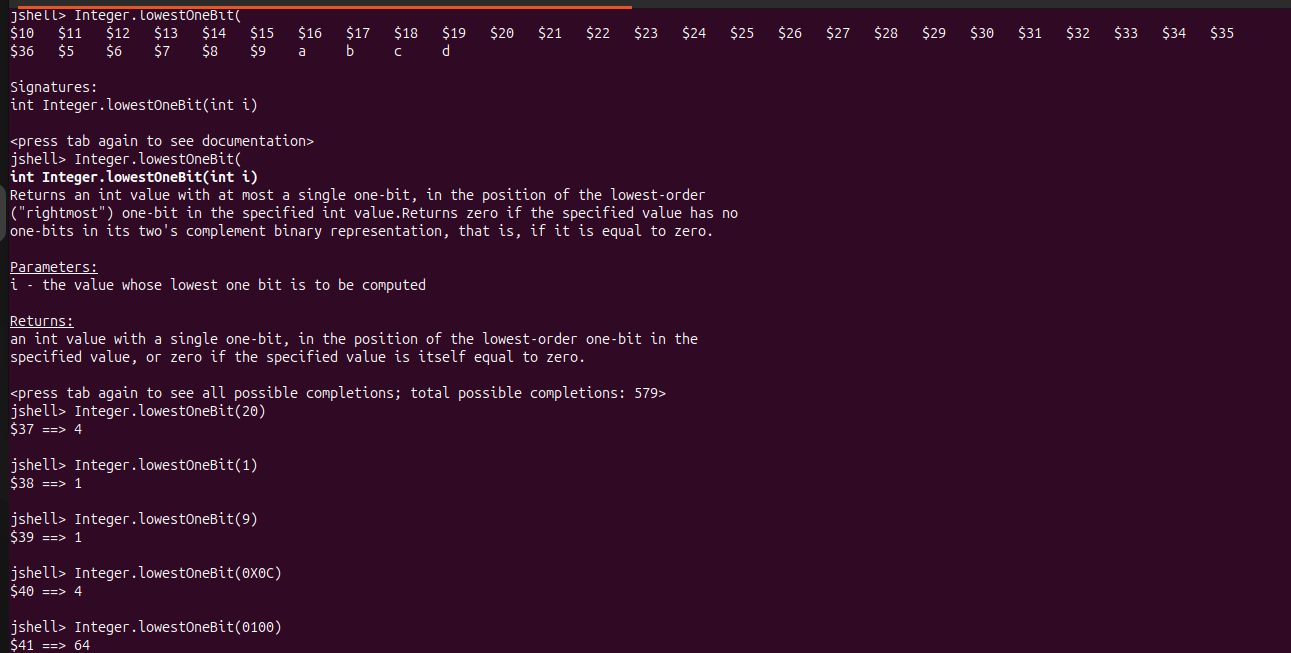 jshell> Integer.lowestOneBit(
$10 $11 $12 $13 $14 $15 $16 $17 $18 $19 $20 $21 $22 $23 $24 $25 $26 $27 $28 $29 $30 $31 $32 $33 $34 $35
$36 $5 $6 $7 $8 $9 a b c d
Signatures:
int Integer.lowestOneBit(int i)
<press tab again to see documentation>
jshell> Integer.lowestOneBit(
int Integer.lowestOneBit(int i)
Returns an int value with at most a single one-bit, in the position of the lowest-order
("rightmost") one-bit in the specified int value.Returns zero if the specified value has no
one-bits in its two's complement binary representation, that is, if it is equal to zero.
Parameters:
i - the value whose lowest one bit is to be computed
Returns:
an int value with a single one-bit, in the position of the lowest-order one-bit in the
specified value, or zero if the specified value is itself equal to zero.
<press tab again to see all possible completions; total possible completions: 579>
jshell> Integer.lowestOneBit(20)
$37 ==> 4
jshell> Integer.lowestOneBit(1)
$38 ==> 1
jshell> Integer.lowestOneBit(9)
$39 ==> 1
jshell> Integer.lowestOneBit(0X0C)
$40 ==> 4
jshell> Integer.lowestOneBit(0100)
$41 ==> 64